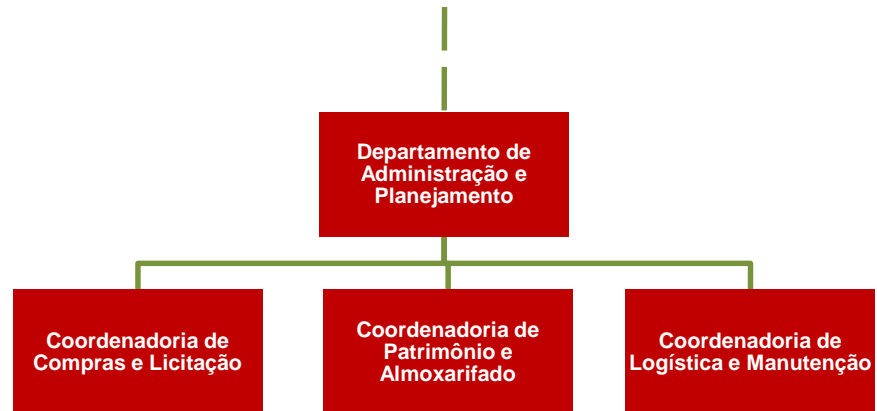 Departamento de
Administração e
Planejamento
Coordenadoria de
Compras e Licitação
Coordenadoria de
Patrimônio e
Almoxarifado
Coordenadoria de
Logística e Manutenção